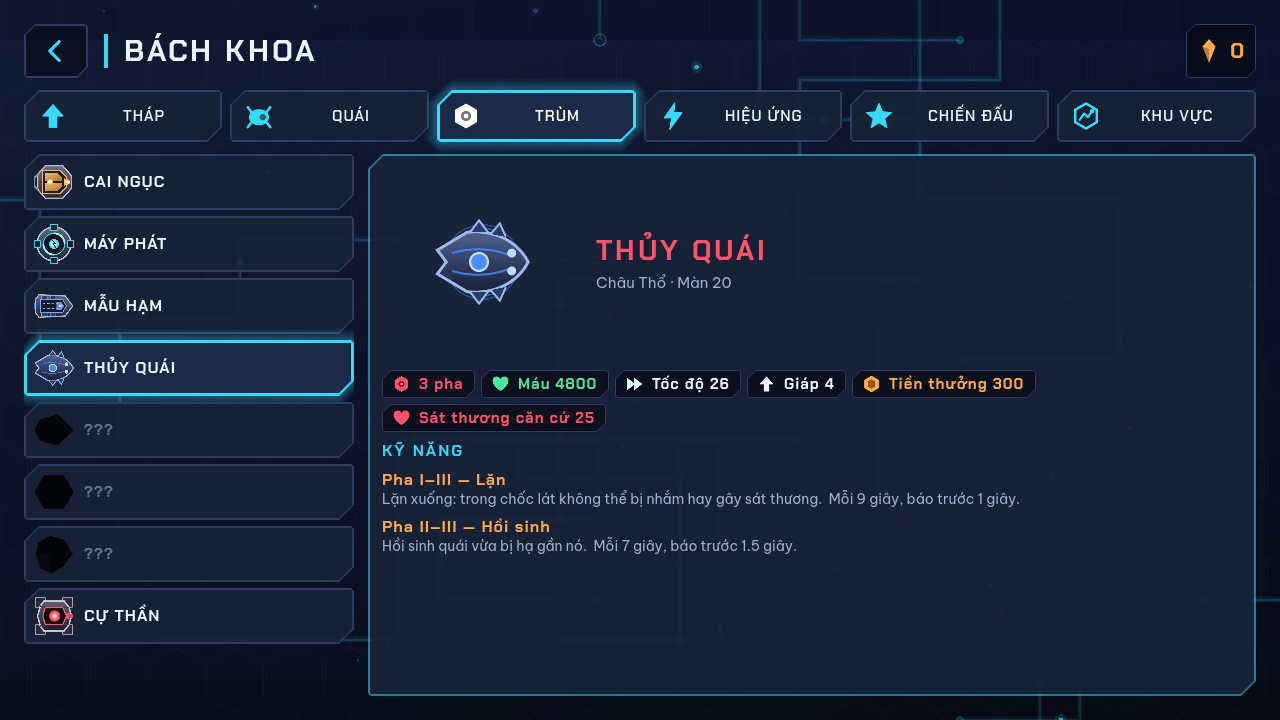 BÁCH KHOA
0
THÁP
QUÁI
TRÙM
HIỆU ỨNG
CHIẾN ĐẤU
KHU VỰC
CAI NGỤC
MÁY PHÁT
MẪU HẠM
THỦY QUÁI
???
???
???
CỰ THẦN
THỦY QUÁI
Châu Thổ · Màn 20
3 pha
Máu 4800
Tốc độ 26
Giáp 4
Tiền thưởng 300
Sát thương căn cứ 25
KỸ NĂNG
Pha I–III — Lặn
Lặn xuống: trong chốc lát không thể bị nhắm hay gây sát thương.  Mỗi 9 giây, báo trước 1 giây.
Pha II–III — Hồi sinh
Hồi sinh quái vừa bị hạ gần nó.  Mỗi 7 giây, báo trước 1.5 giây.